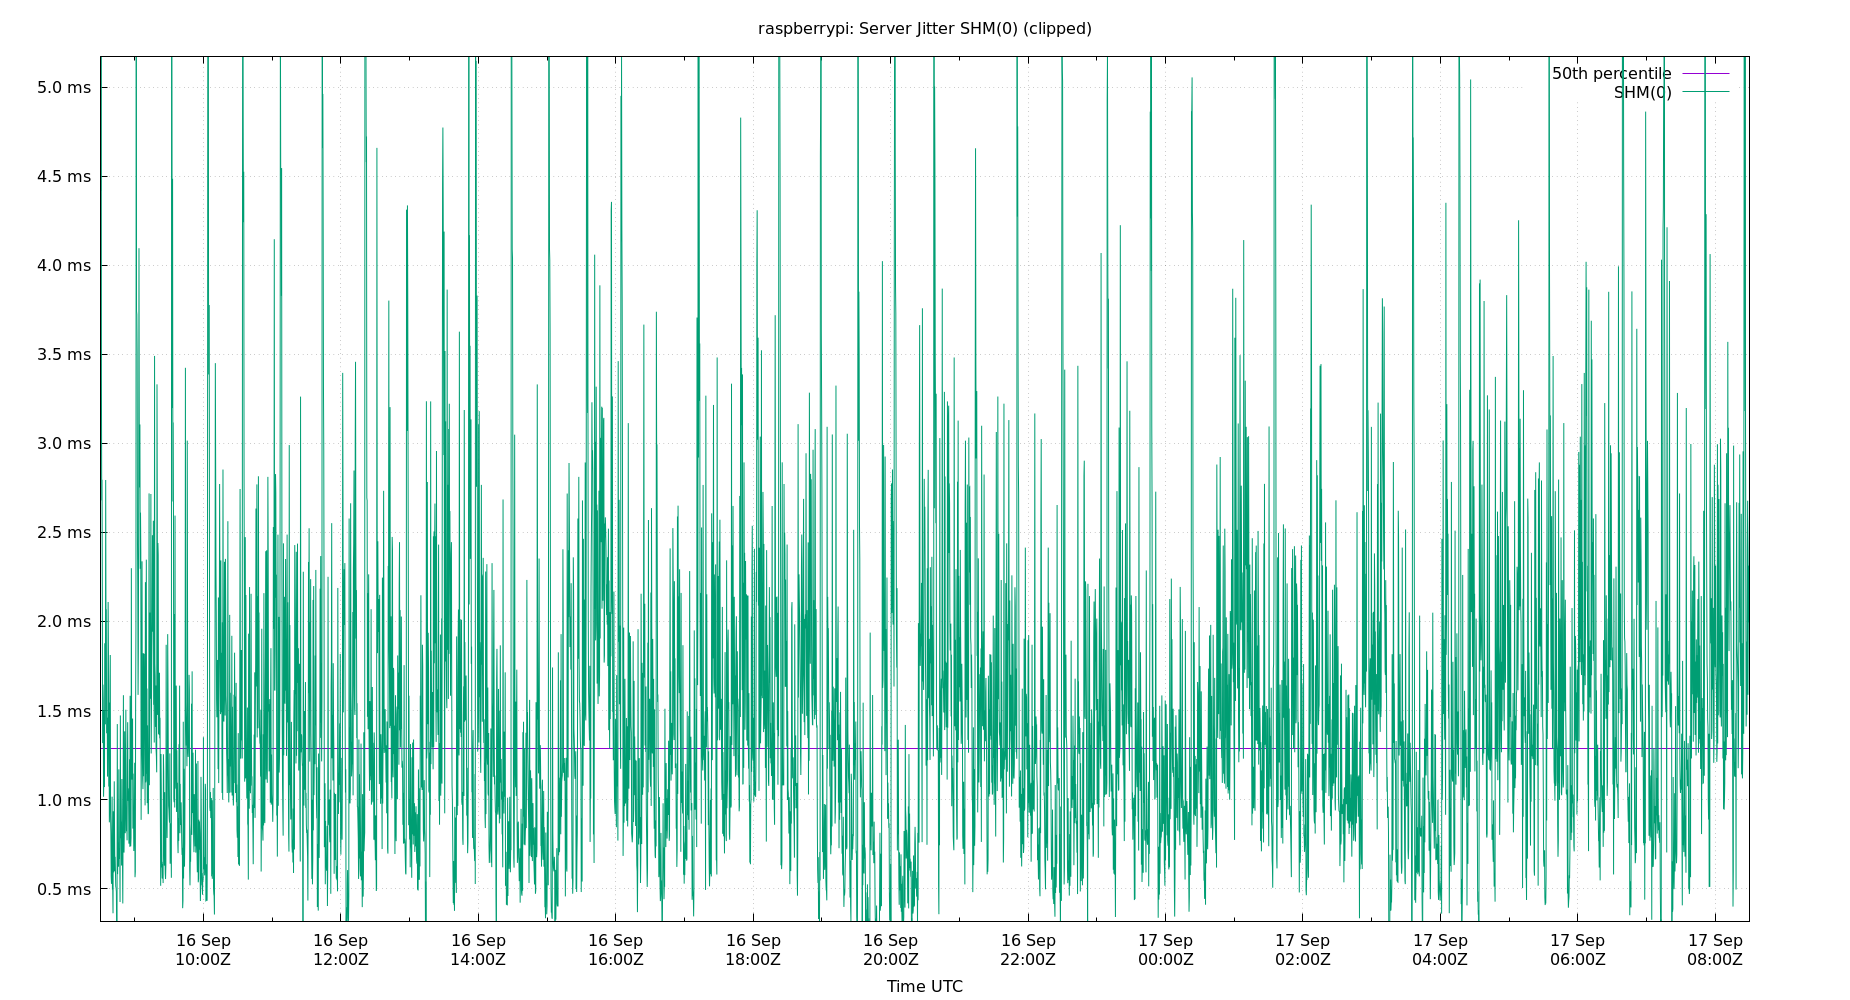 raspberrypi: Server Jitter SHM(0) (clipped)
50th percentile
SHM(0)
5.0 ms
4.5 ms
4.0 ms
3.5 ms
3.0 ms
2.5 ms
2.0 ms
1.5 ms
1.0 ms
0.5 ms
16 Sep 16 Sep 16 Sep 16 Sep 16 Sep 16 Sep 16 Sep 17 Sep 17 Sep 17 Sep 17 Sep 17 Sep
10:00Z 12:00Z 14:00Z 16:00Z 18:00Z 20:00Z 22:00Z 00:00Z 02:00Z 04:00Z 06:00Z 08:00Z
Time UTC